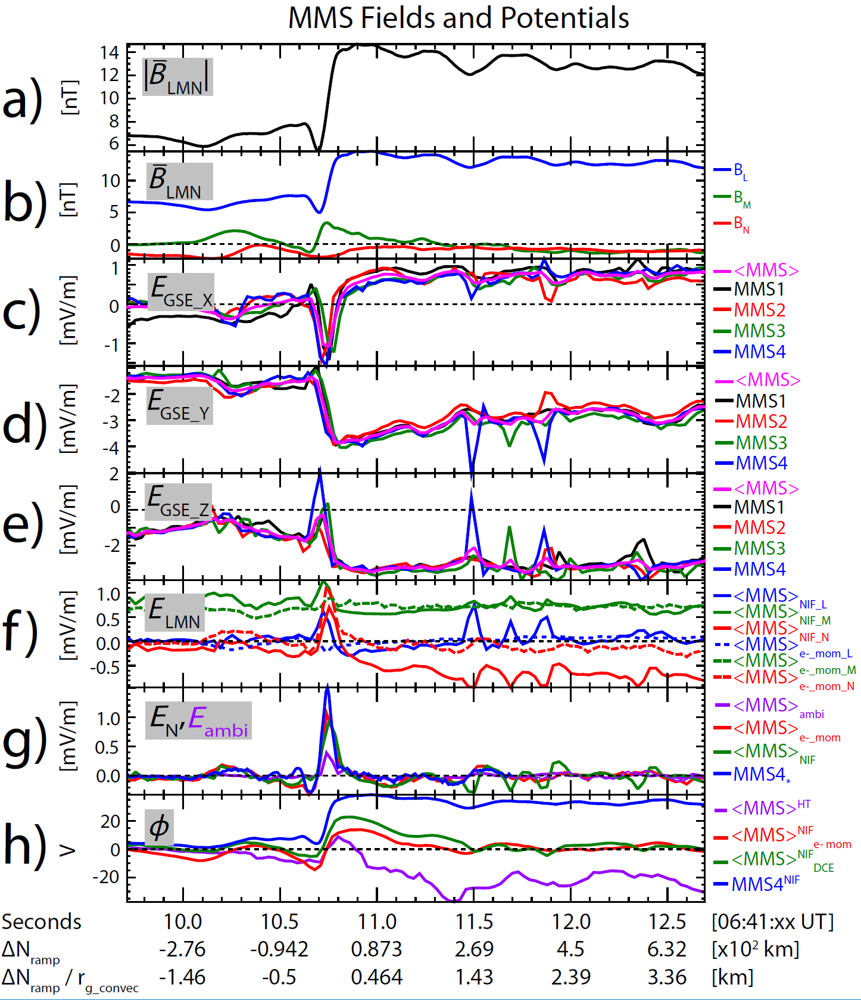 MMS Fields and Potentials
a)
[nT]
14
12
10
8
6
|B̅LMN|
b)
[nT]
10
5
0
B̅LMN
BL
BM
BN
c)
[mV/m]
1
0
-1
EGSE_X
<MMS>
MMS1
MMS2
MMS3
MMS4
d)
[mV/m]
-2
-3
-4
EGSE_Y
<MMS>
MMS1
MMS2
MMS3
MMS4
e)
[mV/m]
2
0
-2
EGSE_Z
<MMS>
MMS1
MMS2
MMS3
MMS4
f)
[mV/m]
1.0
0.5
0.0
-0.5
ELMN
<MMS>NIF_L
<MMS>NIF_M
<MMS>NIF_N
<MMS>e-_mom_L
<MMS>e-_mom_M
<MMS>e-_mom_N
g)
[mV/m]
1.0
0.5
0.0
EN,Eambi
<MMS>ambi
<MMS>e-_mom
<MMS>NIF
MMS4*
h)
V
20
0
-20
ϕ
<MMS>HT
<MMS>NIF e- mom
<MMS>NIF DCE
MMS4NIF
Seconds 10.0 10.5 11.0 11.5 12.0 12.5 [06:41:xx UT]
ΔNramp -2.76 -0.942 0.873 2.69 4.5 6.32 [x10² km]
ΔNramp / rg_convec -1.46 -0.5 0.464 1.43 2.39 3.36 [km]